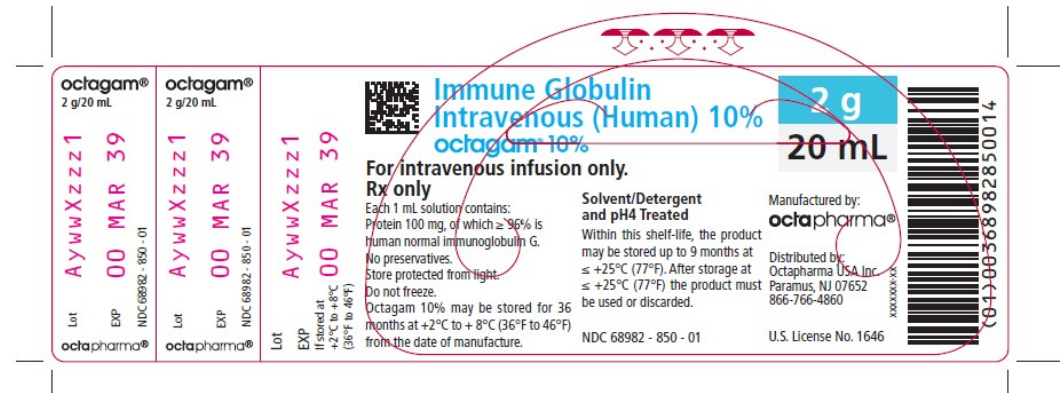 octagam®
2 g/20 mL
Lot AywwXzzz1
EXP 00 MAR 39
NDC 68982 - 850 - 01
octapharma®
octagam®
2 g/20 mL
Lot AywwXzzz1
EXP 00 MAR 39
NDC 68982 - 850 - 01
octapharma®
Lot AywwXzzz1
EXP 00 MAR 39
If stored at
+2°C to +8°C
(36°F to 46°F)
Immune Globulin
Intravenous (Human) 10%
octagam® 10%
For intravenous infusion only.
Rx only
Each 1 mL solution contains:
Protein 100 mg, of which ≥ 96% is
human normal immunoglobulin G.
No preservatives.
Store protected from light.
Do not freeze.
Octagam 10% may be stored for 36
months at +2°C to + 8°C (36°F to 46°F)
from the date of manufacture.
Solvent/Detergent
and pH4 Treated
Within this shelf-life, the product
may be stored up to 9 months at
≤ +25°C (77°F). After storage at
≤ +25°C (77°F) the product must
be used or discarded.
NDC 68982 - 850 - 01
2 g
20 mL
Manufactured by:
octapharma®
Distributed by:
Octapharma USA Inc.
Paramus, NJ 07652
866-766-4860
U.S. License No. 1646
xxxxxxx-xx
(01)00368982850014